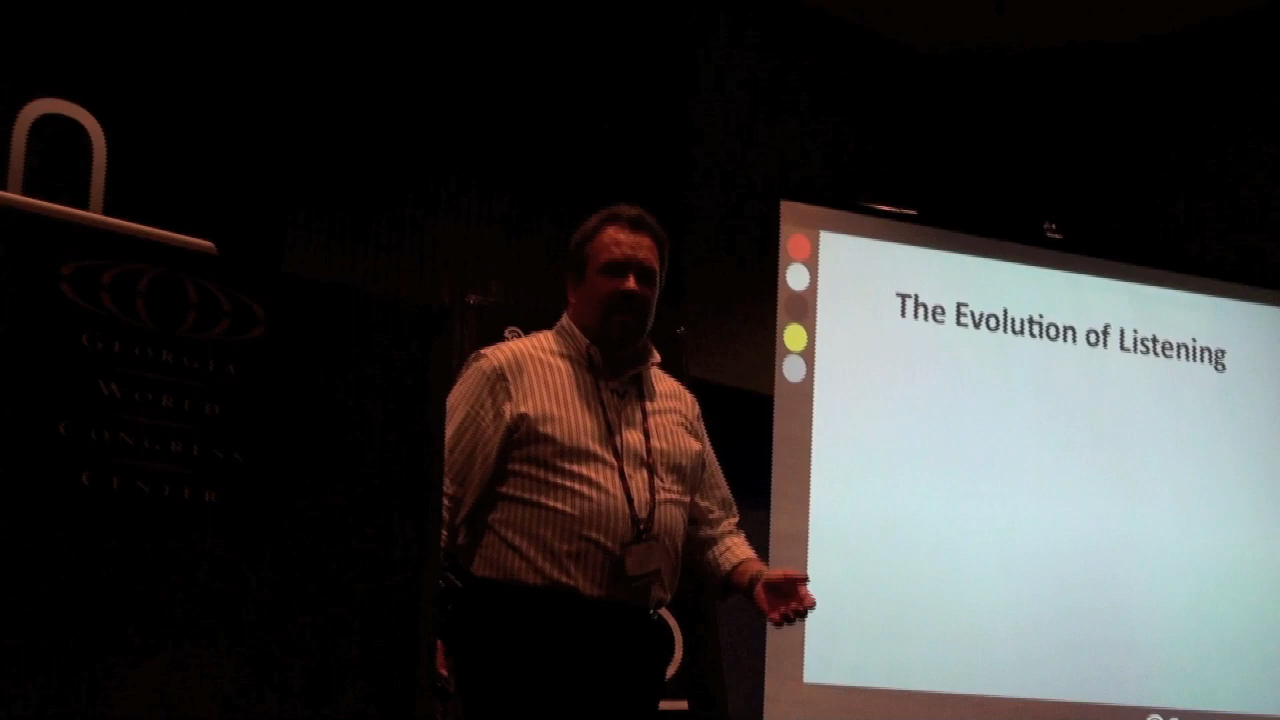 GEORGIA
WORLD
CONGRESS
CENTER
The Evolution of Listening